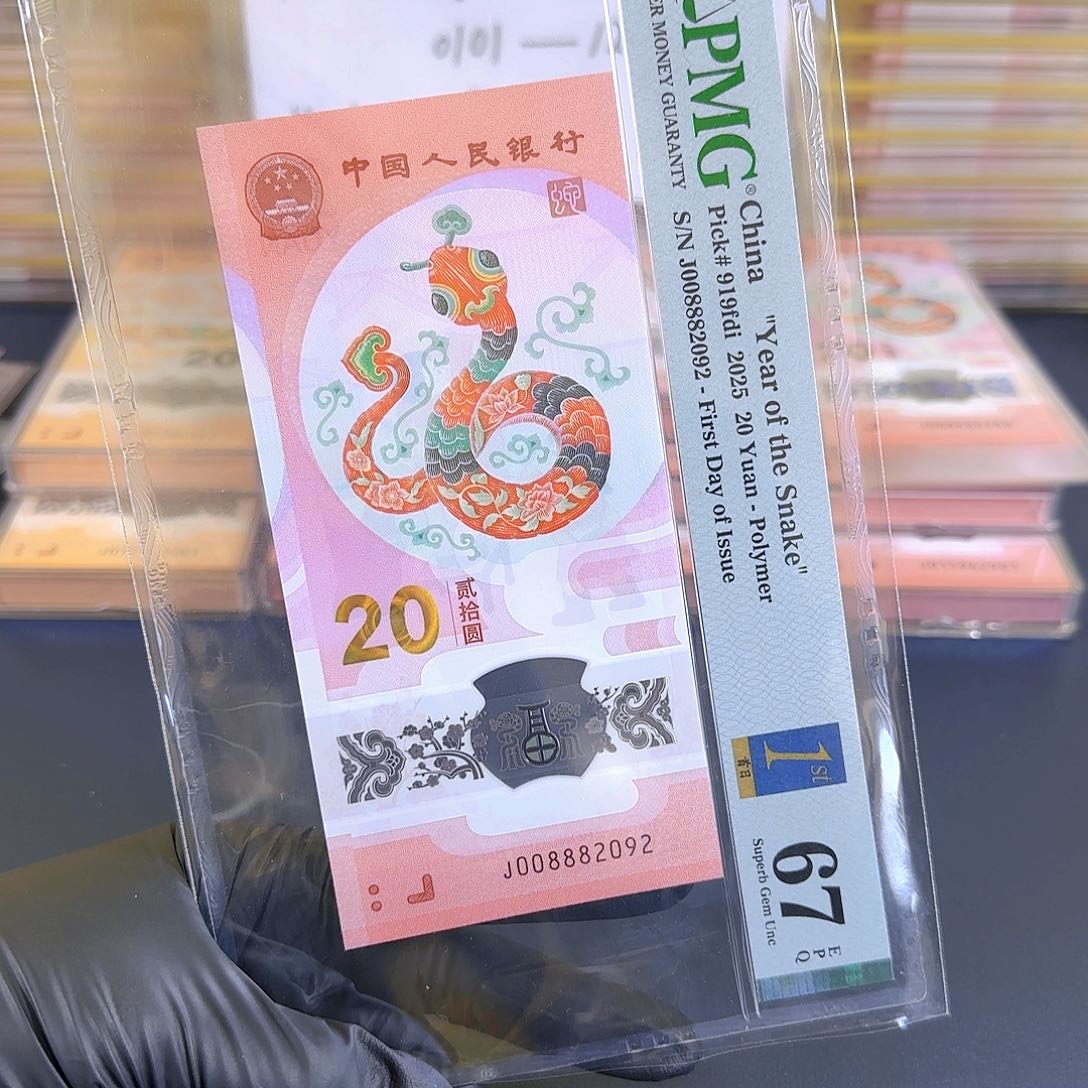 中国人民银行
蛇
20
贰拾圆
J008882092
PMG
ER MONEY GUARANTY
®
China "Year of the Snake"
Pick# 919fdi 2025 20 Yuan - Polymer
S/N J008882092 - First Day of Issue
1st
首日
67
EPQ
Superb Gem Unc
20